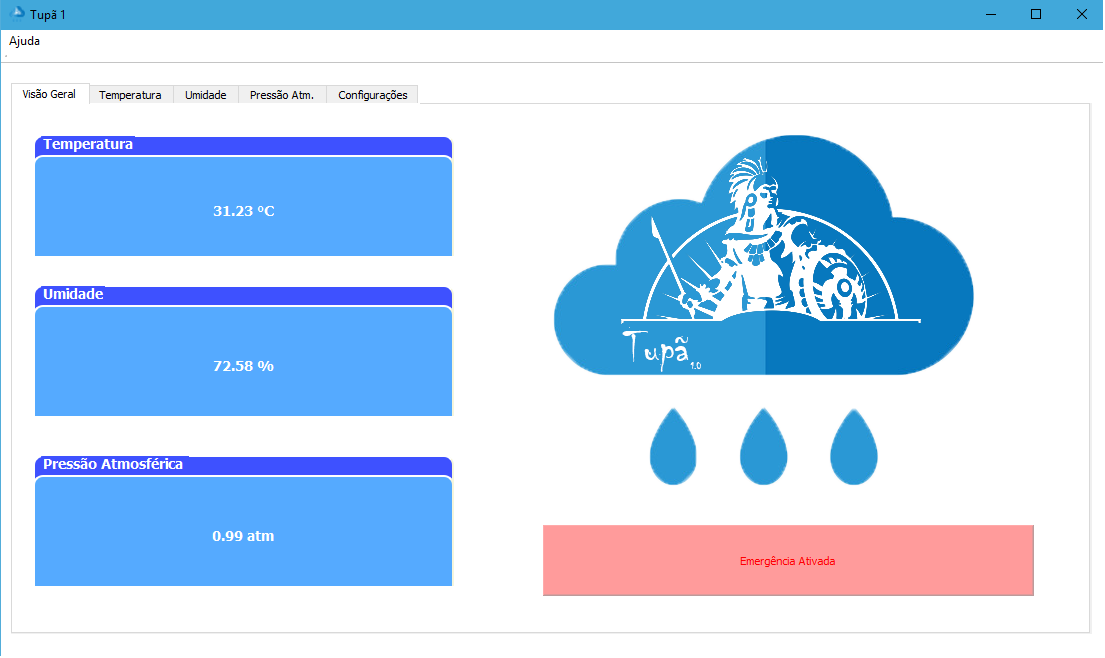 Tupã 1
Ajuda
Visão Geral Temperatura Umidade Pressão Atm. Configurações
Temperatura
31.23 ºC
Umidade
72.58 %
Pressão Atmosférica
0.99 atm
Tupã 1.0
Emergência Ativada